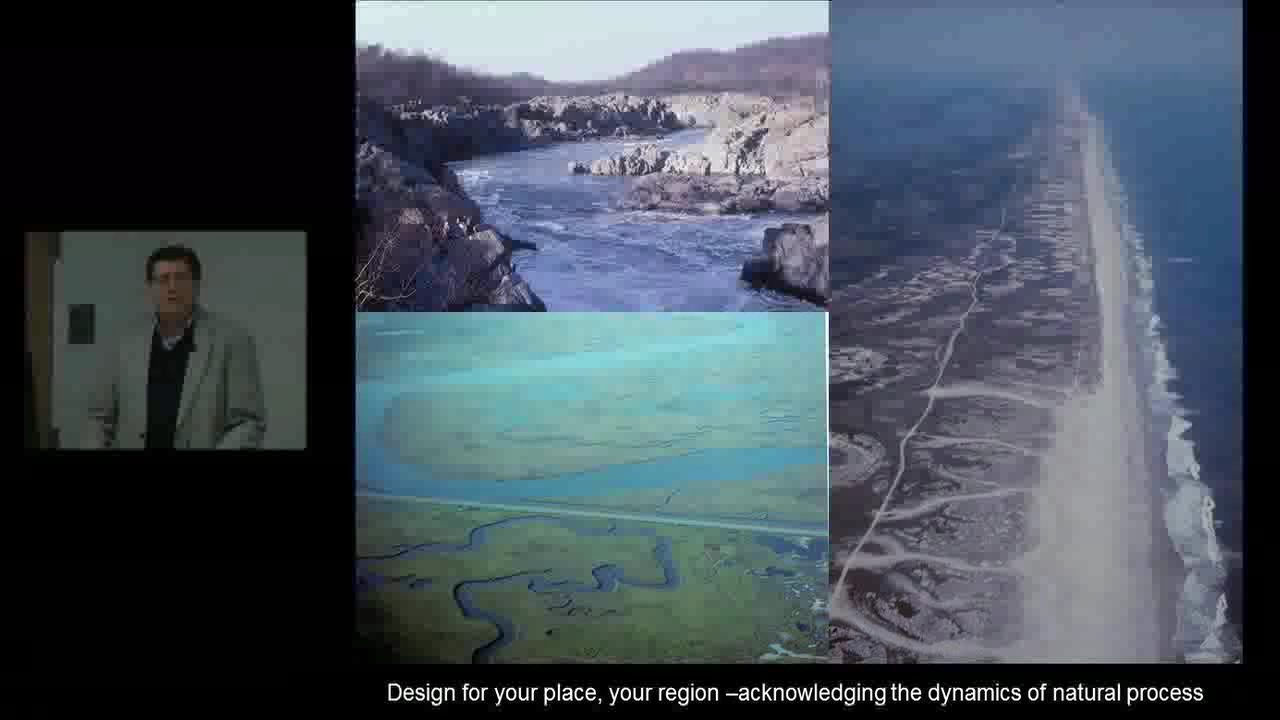 Design for your place, your region –acknowledging the dynamics of natural process